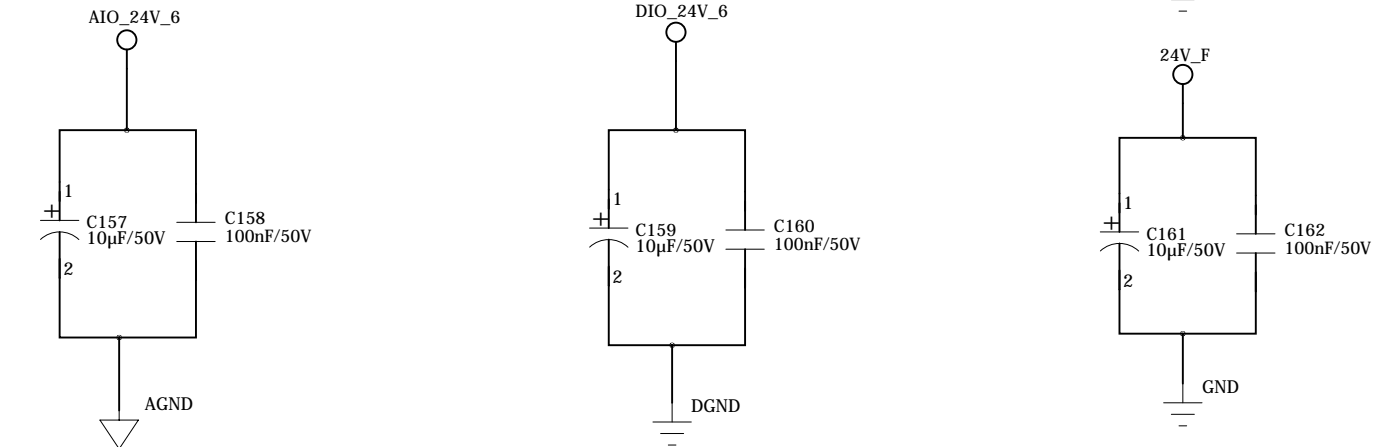 AIO_24V_6
1
+
C157
10µF/50V
2
C158
100nF/50V
AGND
DIO_24V_6
1
+
C159
10µF/50V
2
C160
100nF/50V
DGND
24V_F
1
+
C161
10µF/50V
2
C162
100nF/50V
GND